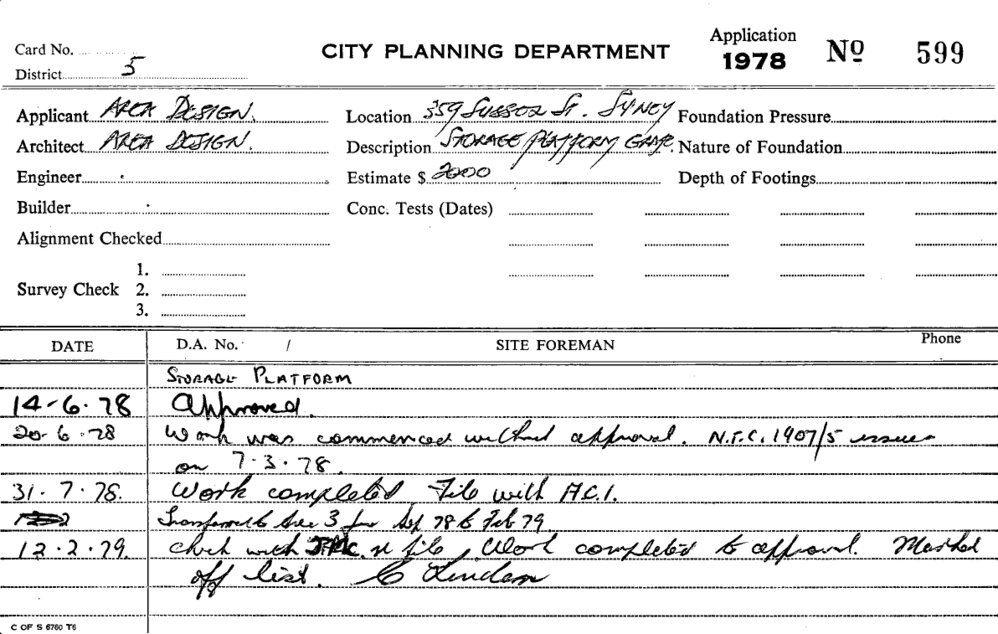 Card No.
CITY PLANNING DEPARTMENT
Application
1978 No 599
District 5
Applicant AREA DESIGN.
Location 359 SUSSEX ST. SYNEY
Foundation Pressure
Architect AREA DESIGN.
Description STORAGE PLATFORM
Nature of Foundation
Engineer
Estimate $ 2000
Depth of Footings
Builder
Conc. Tests (Dates)
Alignment Checked
Survey Check
1.
2.
3.
DATE
D.A. No. /
SITE FOREMAN
Phone
STORAGE PLATFORM
14-6-78 Approved.
20-6-78 Work was commenced without approval. N.T.C. 1907/5 issued
on 7-3-78.
31-7-78. Work completed File with A.C.I.
Transferred to Area 3 for Sep 78 to Feb 79.
12-2-79. Check with file, Work completed to approval. Marked
off list.
C OF S 6760 T6